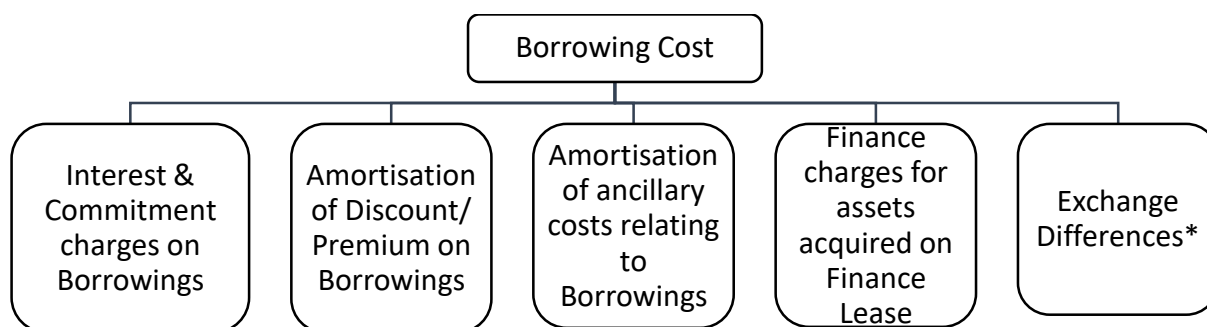 Borrowing Cost
Interest &
Commitment
charges on
Borrowings
Amortisation
of Discount/
Premium on
Borrowings
Amortisation
of ancillary
costs relating
to
Borrowings
Finance
charges for
assets
acquired on
Finance
Lease
Exchange
Differences*